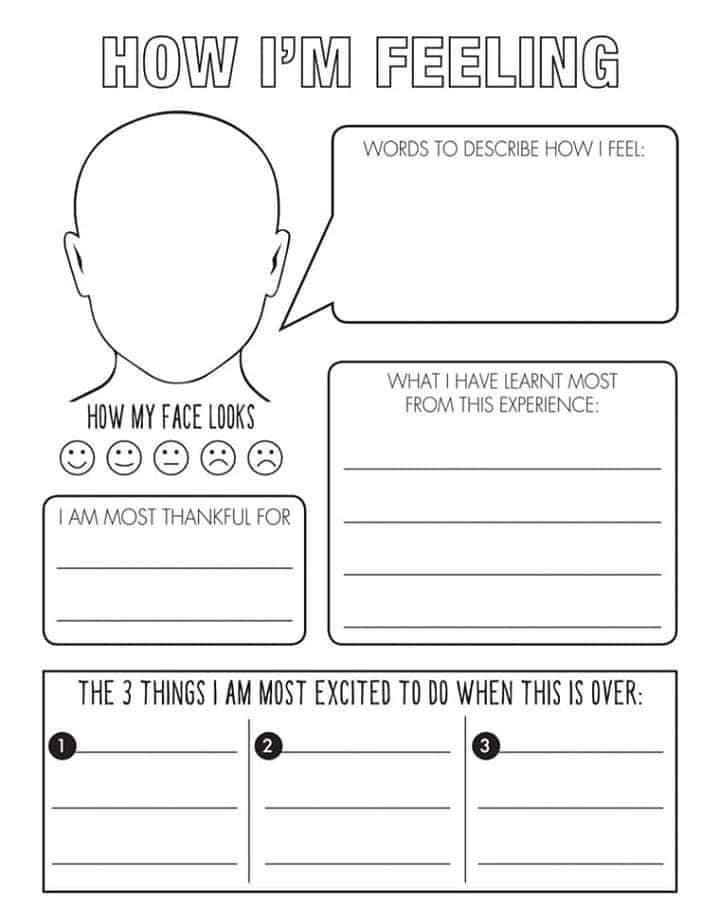 HOW I'M FEELING
WORDS TO DESCRIBE HOW I FEEL:
HOW MY FACE LOOKS
WHAT I HAVE LEARNT MOST
FROM THIS EXPERIENCE:
I AM MOST THANKFUL FOR
THE 3 THINGS I AM MOST EXCITED TO DO WHEN THIS IS OVER:
1
2
3